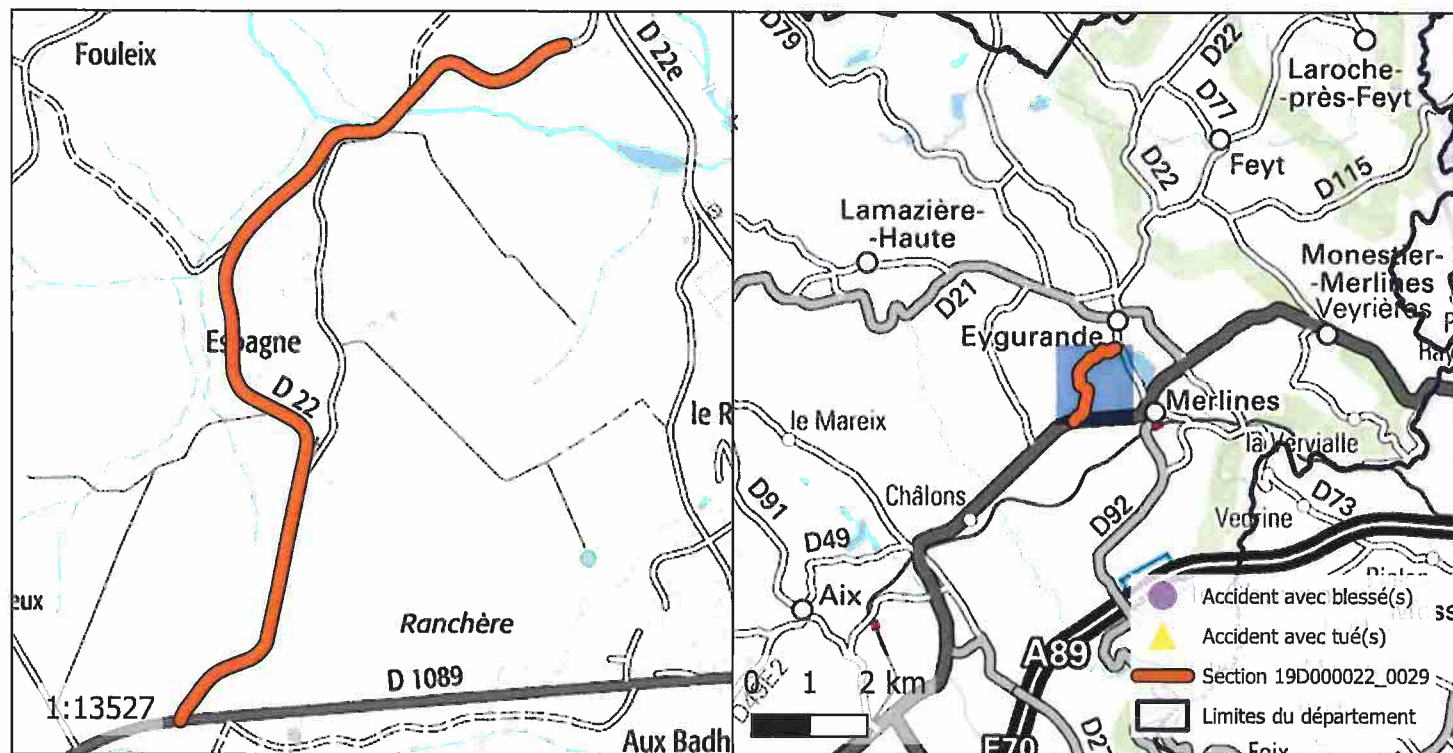 Fouleix
D 22e
Espagne
D 22
le R
eux
Ranchère
D 1089
1:13527
Aux Badh
D79
D22
Laroche-
-près-Feyt
D77
Feyt
D22
D115
Lamazière-
-Haute
D21
Monestier-
-Merlines
Veyrières
Eygurande
Merlines
le Mareix
la Vervialle
Châlons
D91
D92
D73
Vedrine
D49
Aix
A89
0 1 2 km
E70
Accident avec blessé(s)
Accident avec tué(s)
Section 19D000022_0029
Limites du département